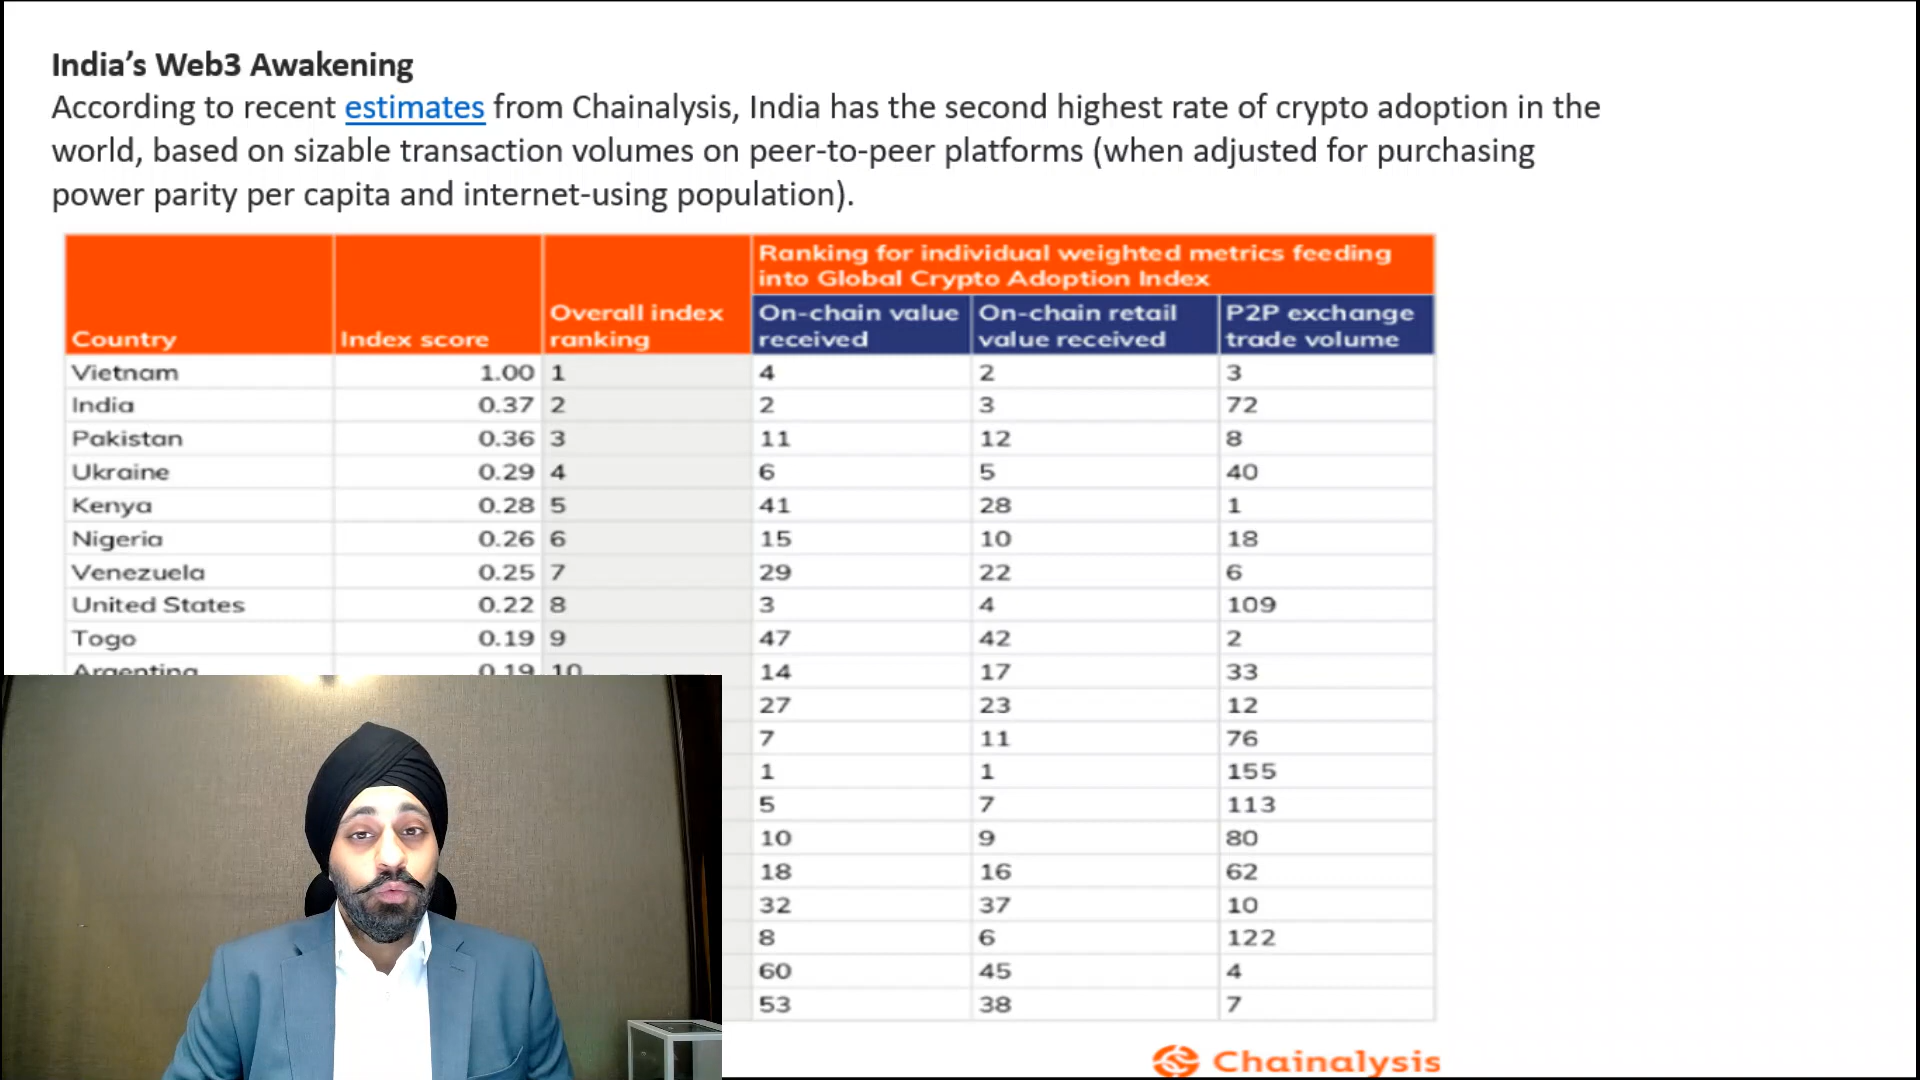 India’s Web3 Awakening
According to recent estimates from Chainalysis, India has the second highest rate of crypto adoption in the
world, based on sizable transaction volumes on peer-to-peer platforms (when adjusted for purchasing
power parity per capita and internet-using population).
Ranking for individual weighted metrics feeding
into Global Crypto Adoption Index
Country Index score Overall index ranking On-chain value received On-chain retail value received P2P exchange trade volume
Vietnam 1.00 1 4 2 3
India 0.37 2 2 3 72
Pakistan 0.36 3 11 12 8
Ukraine 0.29 4 6 5 40
Kenya 0.28 5 41 28 1
Nigeria 0.26 6 15 10 18
Venezuela 0.25 7 29 22 6
United States 0.22 8 3 4 109
Togo 0.19 9 47 42 2
Argentina 0.19 10 14 17 33
27 23 12
7 11 76
1 1 155
5 7 113
10 9 80
18 16 62
32 37 10
8 6 122
60 45 4
53 38 7
Chainalysis